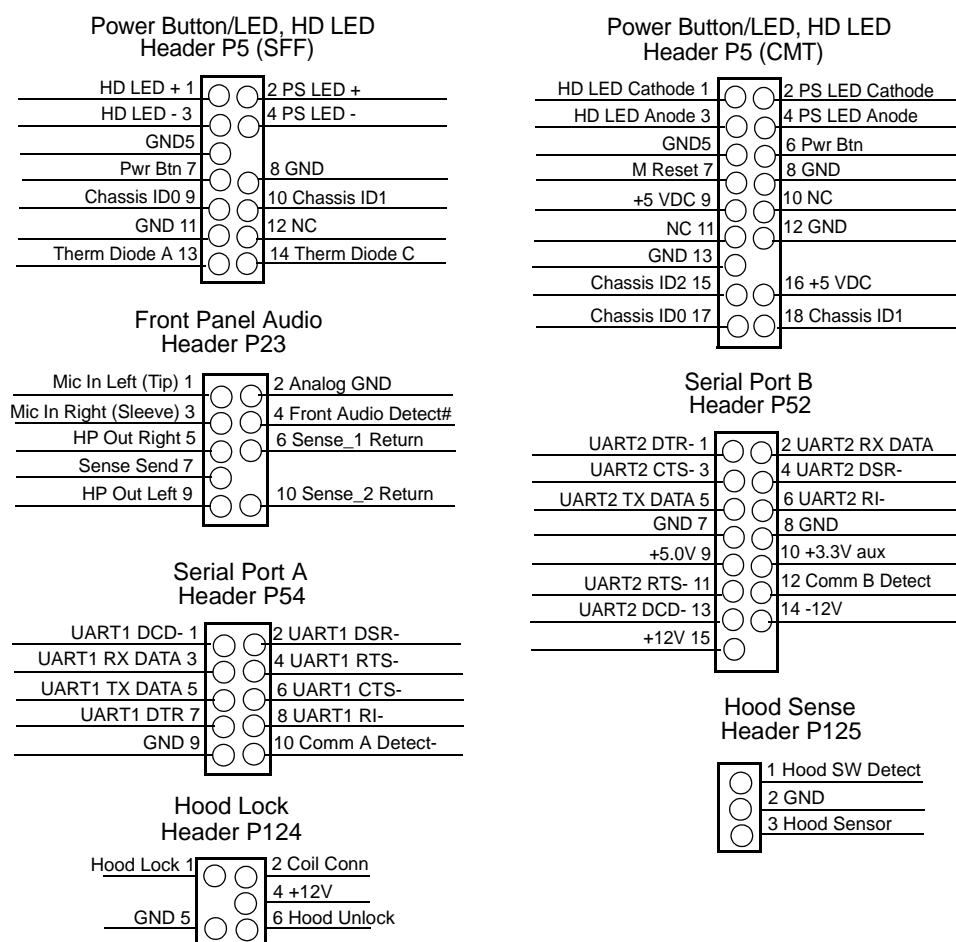 Power Button/LED, HD LED
Header P5 (SFF)
HD LED + 1
2 PS LED +
HD LED - 3
4 PS LED -
GND5
Pwr Btn 7
8 GND
Chassis ID0 9
10 Chassis ID1
GND 11
12 NC
Therm Diode A 13
14 Therm Diode C
Front Panel Audio
Header P23
Mic In Left (Tip) 1
2 Analog GND
Mic In Right (Sleeve) 3
4 Front Audio Detect#
HP Out Right 5
6 Sense_1 Return
Sense Send 7
HP Out Left 9
10 Sense_2 Return
Serial Port A
Header P54
UART1 DCD- 1
2 UART1 DSR-
UART1 RX DATA 3
4 UART1 RTS-
UART1 TX DATA 5
6 UART1 CTS-
UART1 DTR 7
8 UART1 RI-
GND 9
10 Comm A Detect-
Hood Lock
Header P124
Hood Lock 1
2 Coil Conn
4 +12V
GND 5
6 Hood Unlock
Power Button/LED, HD LED
Header P5 (CMT)
HD LED Cathode 1
2 PS LED Cathode
HD LED Anode 3
4 PS LED Anode
GND5
6 Pwr Btn
M Reset 7
8 GND
+5 VDC 9
10 NC
NC 11
12 GND
GND 13
Chassis ID2 15
16 +5 VDC
Chassis ID0 17
18 Chassis ID1
Serial Port B
Header P52
UART2 DTR- 1
2 UART2 RX DATA
UART2 CTS- 3
4 UART2 DSR-
UART2 TX DATA 5
6 UART2 RI-
GND 7
8 GND
+5.0V 9
10 +3.3V aux
UART2 RTS- 11
12 Comm B Detect
UART2 DCD- 13
14 -12V
+12V 15
Hood Sense
Header P125
1 Hood SW Detect
2 GND
3 Hood Sensor